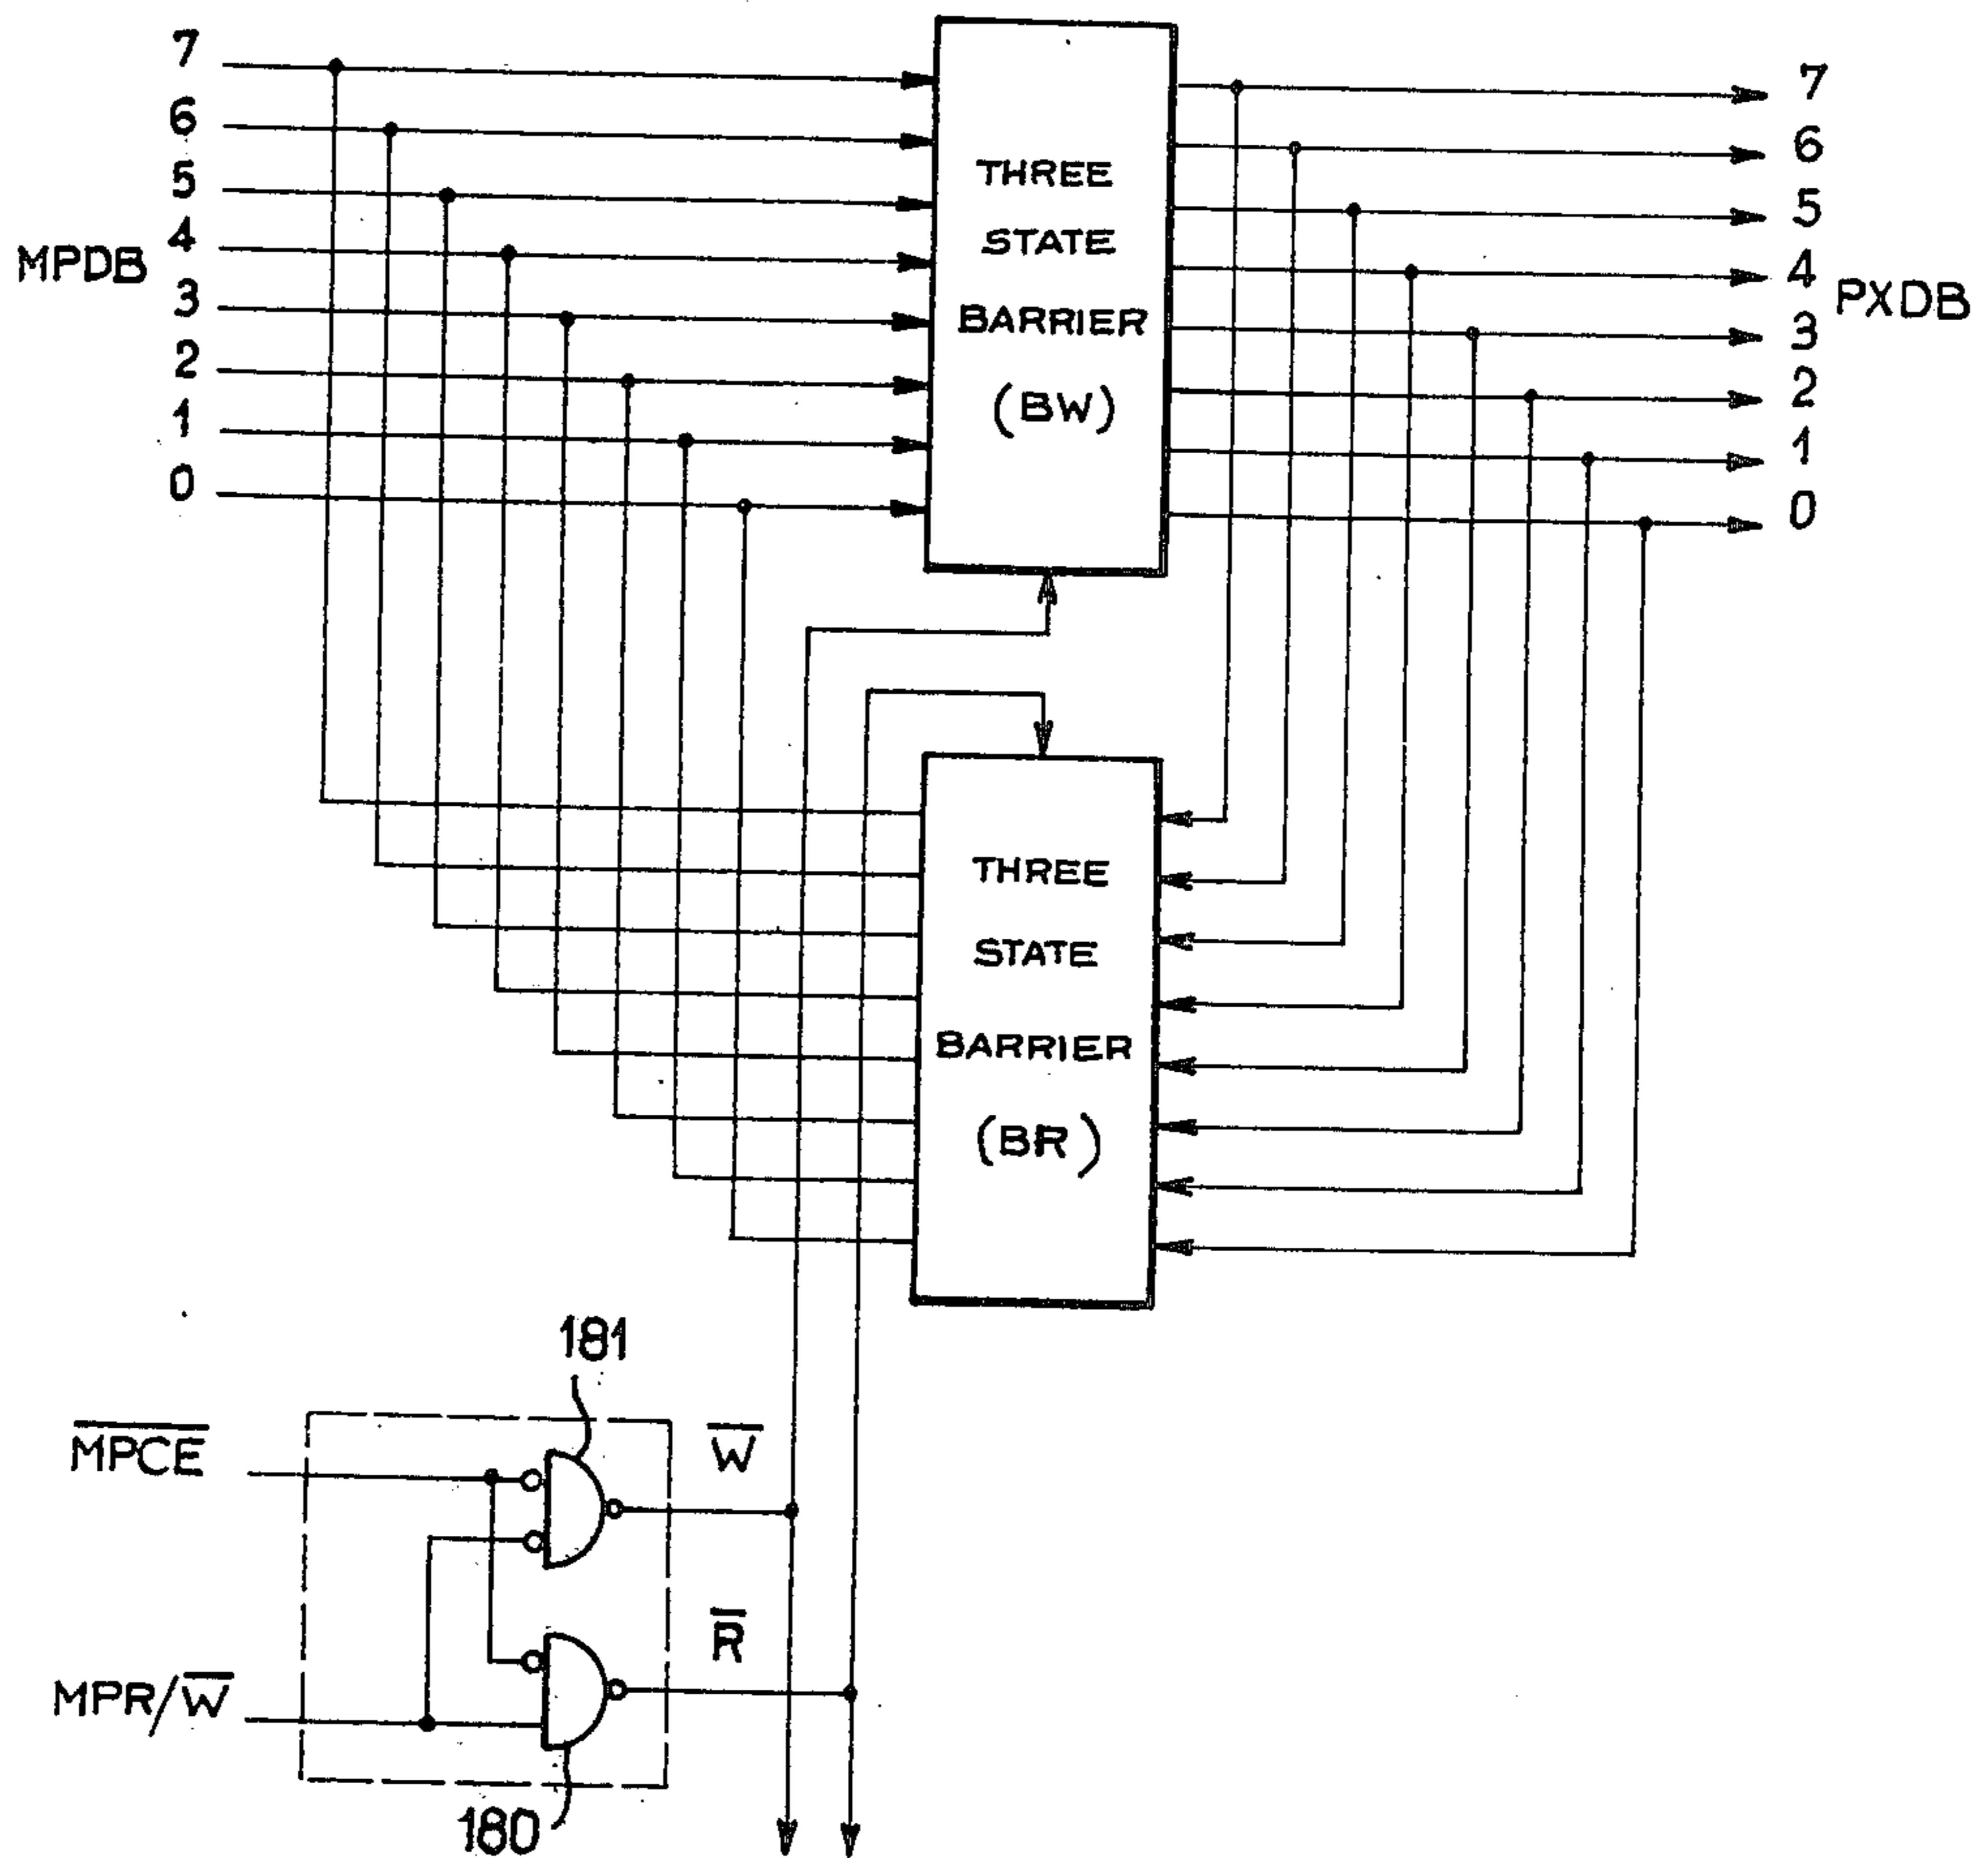 7
6
5
4
MPDB
3
2
1
0
THREE
STATE
BARRIER
(BW)
7
6
5
4
PXDB
3
2
1
0
THREE
STATE
BARRIER
(BR)
181
M̅P̅C̅E̅
W̅
R̅
MPR/W̅
180